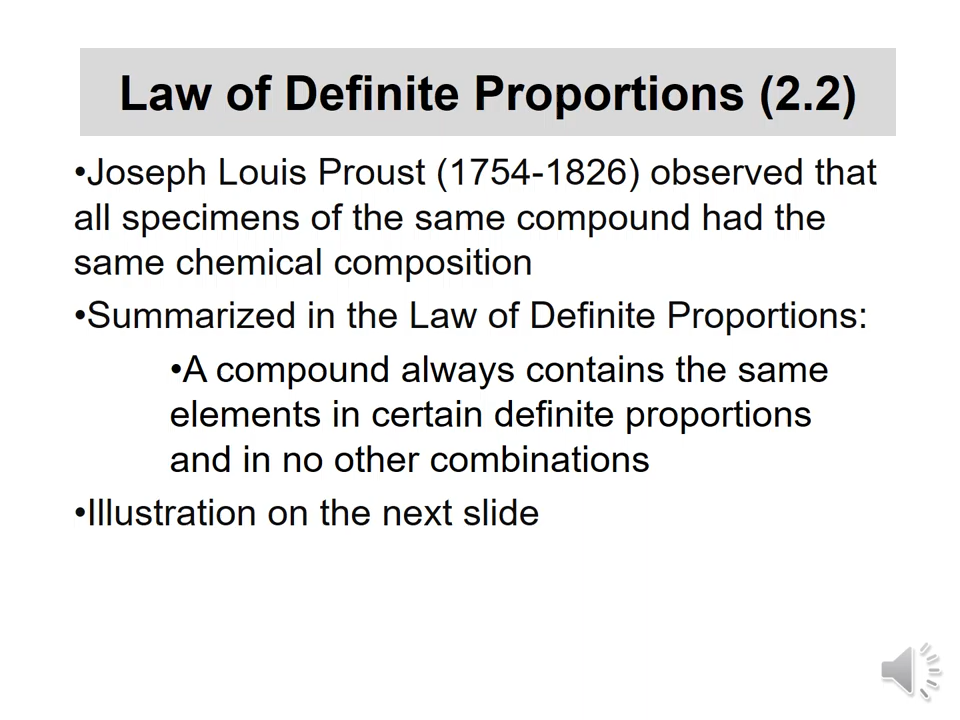 Law of Definite Proportions (2.2)
•Joseph Louis Proust (1754-1826) observed that
all specimens of the same compound had the
same chemical composition
•Summarized in the Law of Definite Proportions:
•A compound always contains the same
elements in certain definite proportions
and in no other combinations
•Illustration on the next slide